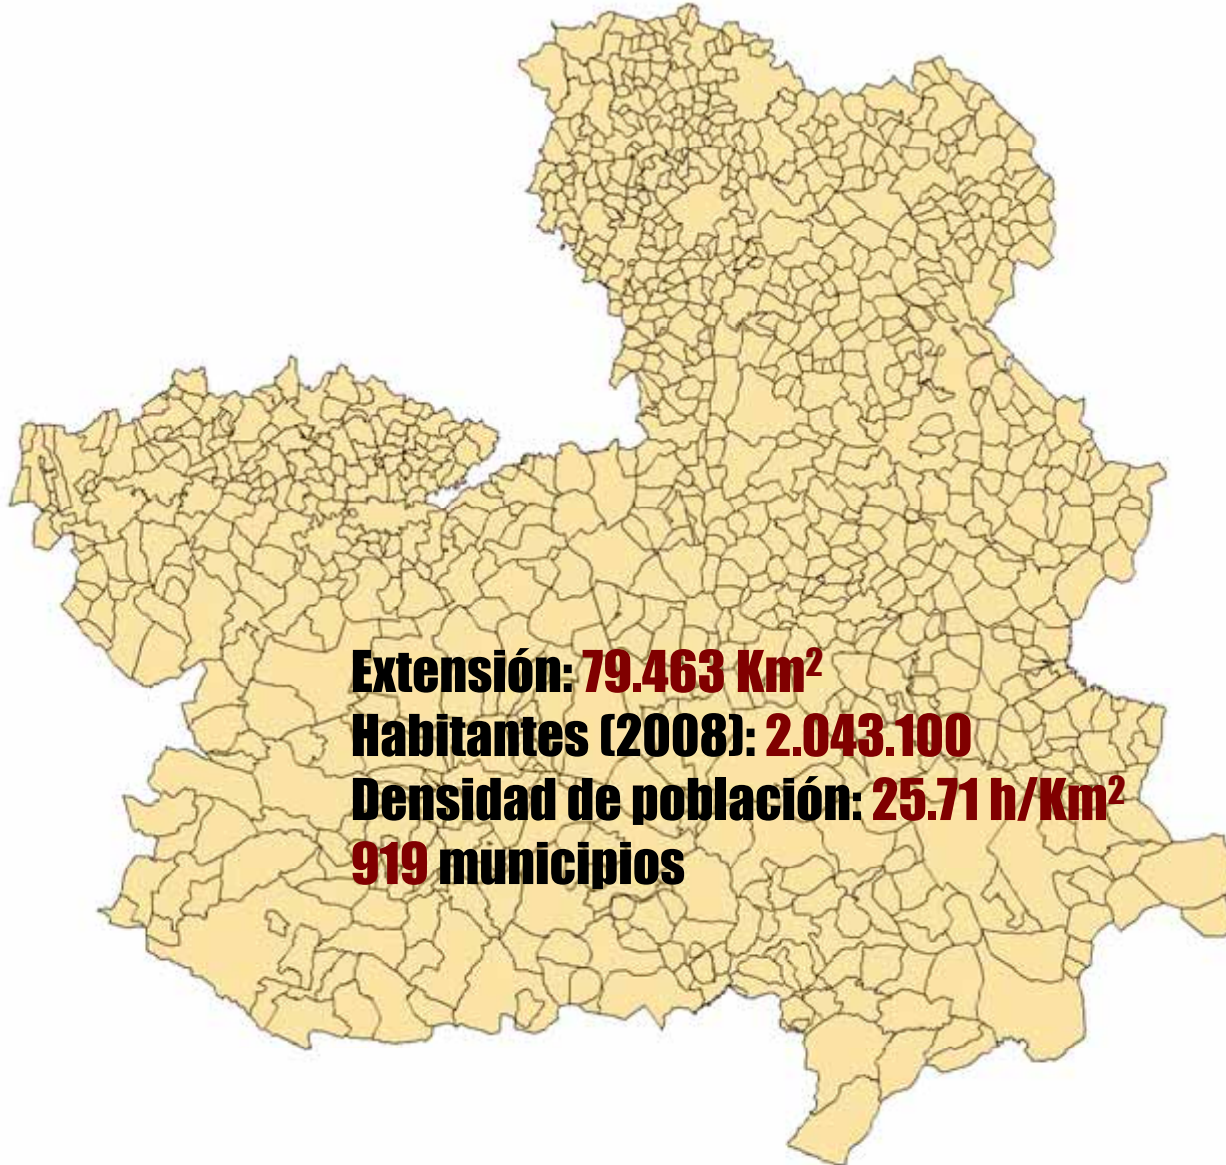 Extensión: 79.463 Km²
Habitantes (2008): 2.043.100
Densidad de población: 25.71 h/Km²
919 municipios